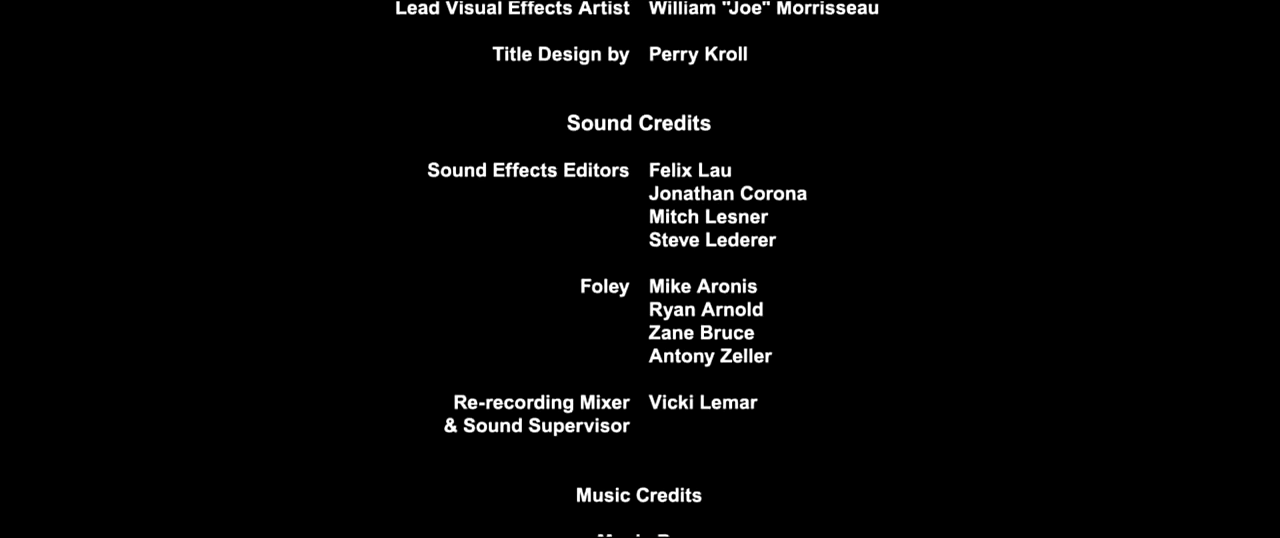 Lead Visual Effects Artist William "Joe" Morrisseau
Title Design by Perry Kroll
Sound Credits
Sound Effects Editors Felix Lau
Jonathan Corona
Mitch Lesner
Steve Lederer
Foley Mike Aronis
Ryan Arnold
Zane Bruce
Antony Zeller
Re-recording Mixer Vicki Lemar
& Sound Supervisor
Music Credits